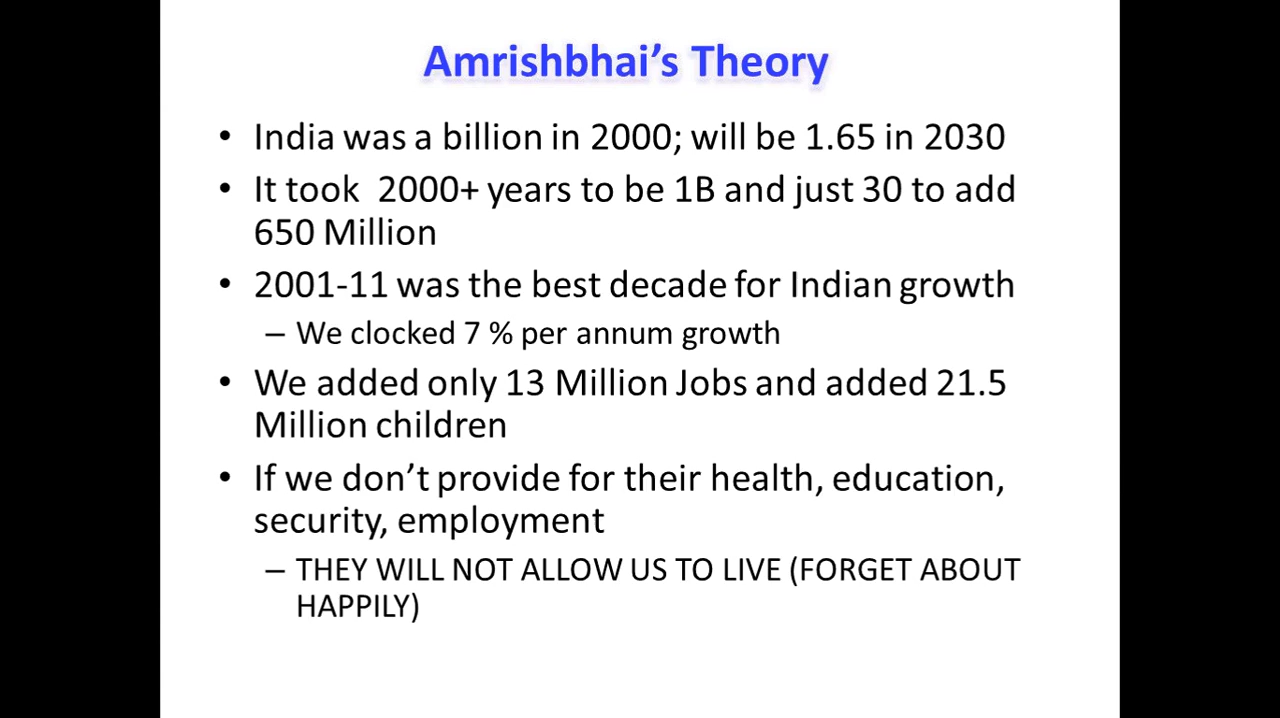 Amrishbhai’s Theory
• India was a billion in 2000; will be 1.65 in 2030
• It took  2000+ years to be 1B and just 30 to add
650 Million
• 2001-11 was the best decade for Indian growth
– We clocked 7 % per annum growth
• We added only 13 Million Jobs and added 21.5
Million children
• If we don’t provide for their health, education,
security, employment
– THEY WILL NOT ALLOW US TO LIVE (FORGET ABOUT
HAPPILY)